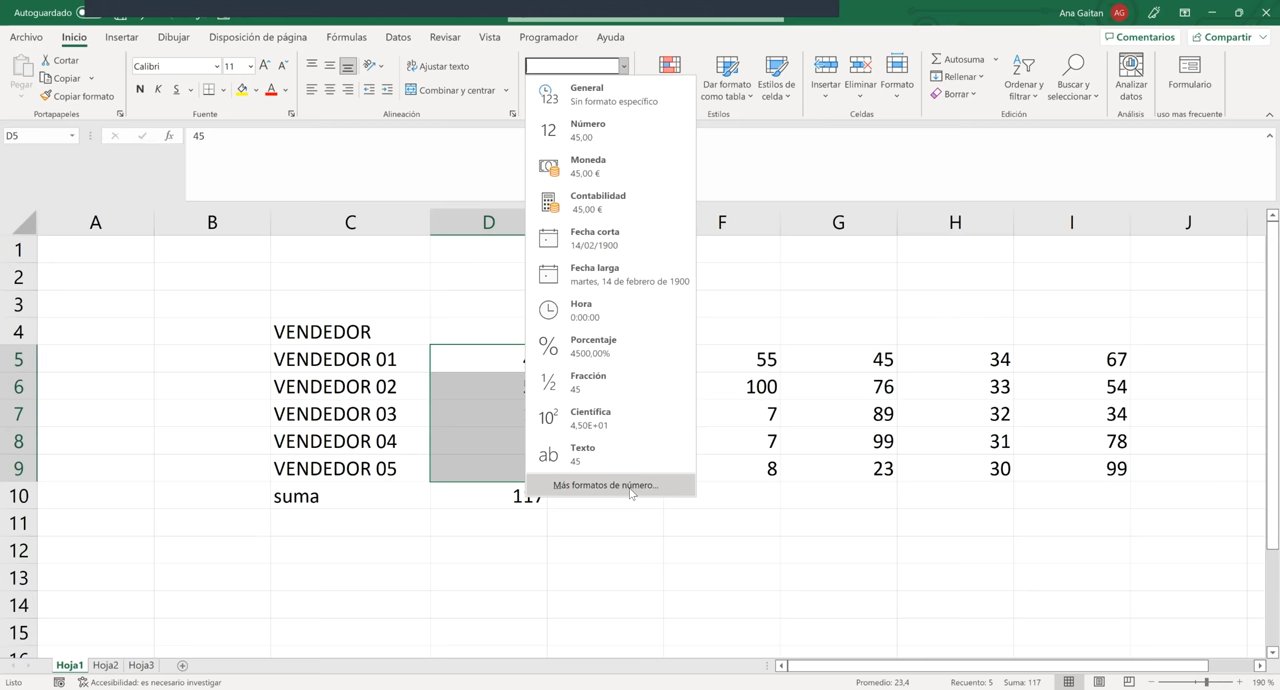 Autoguardado
Ana Gaitan AG
Archivo Inicio Insertar Dibujar Disposición de página Fórmulas Datos Revisar Vista Programador Ayuda Comentarios Compartir
Pegar
Cortar
Copiar
Copiar formato
Portapapeles
Calibri 11
N K S
Fuente
Ajustar texto
Combinar y centrar
Alineación
Dar formato como tabla
Estilos de celda
Estilos
Insertar Eliminar Formato
Celdas
Autosuma
Rellenar
Borrar
Ordenar y filtrar
Buscar y seleccionar
Edición
Analizar datos
Análisis
Formulario
uso mas frecuente
D5 fx 45
General
Sin formato específico
Número
45,00
Moneda
45,00 €
Contabilidad
45,00 €
Fecha corta
14/02/1900
Fecha larga
martes, 14 de febrero de 1900
Hora
0:00:00
Porcentaje
4500,00%
Fracción
45
Científica
4,50E+01
Texto
45
Más formatos de número...
A B C D F G H I J
1
2
3
4 VENDEDOR
5 VENDEDOR 01 55 45 34 67
6 VENDEDOR 02 100 76 33 54
7 VENDEDOR 03 7 89 32 34
8 VENDEDOR 04 7 99 31 78
9 VENDEDOR 05 8 23 30 99
10 suma 117
11
12
13
14
15
Hoja1 Hoja2 Hoja3
Listo Accesibilidad: es necesario investigar Promedio: 23,4 Recuento: 5 Suma: 117 190 %